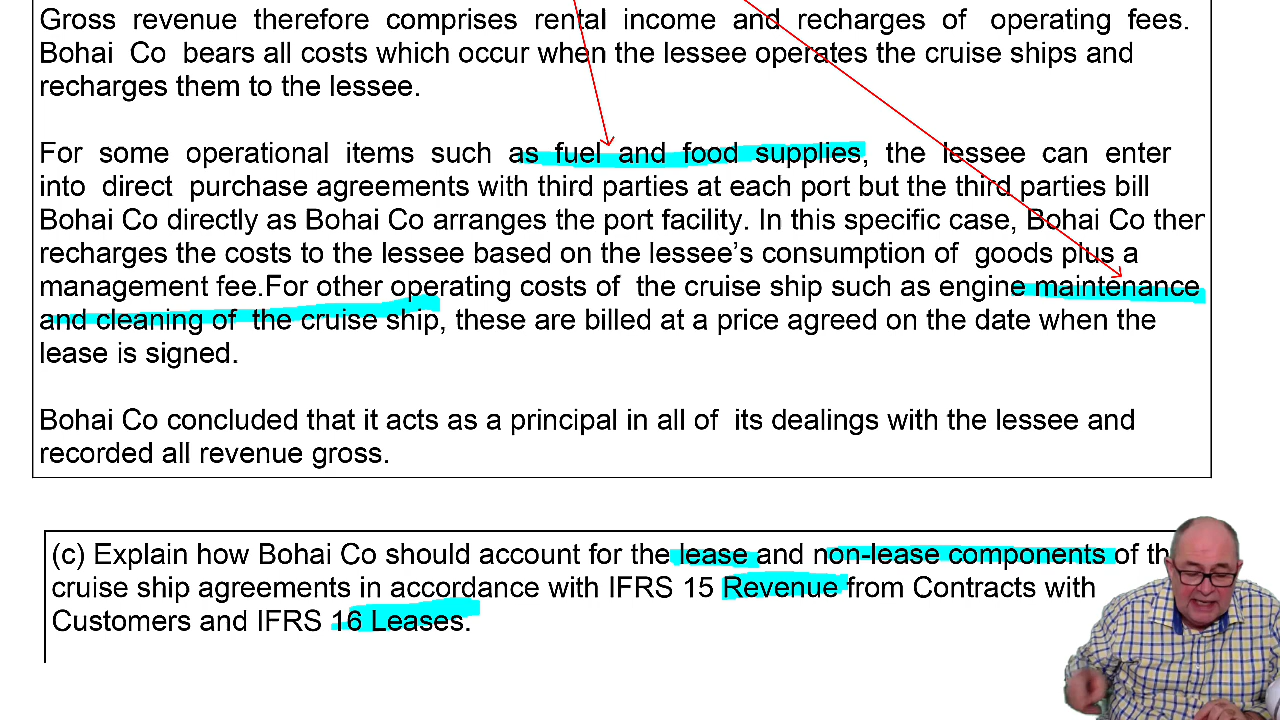 Gross revenue therefore comprises rental income and recharges of operating fees.
Bohai Co bears all costs which occur when the lessee operates the cruise ships and
recharges them to the lessee.
For some operational items such as fuel and food supplies, the lessee can enter
into direct purchase agreements with third parties at each port but the third parties bill
Bohai Co directly as Bohai Co arranges the port facility. In this specific case, Bohai Co then
recharges the costs to the lessee based on the lessee’s consumption of goods plus a
management fee.For other operating costs of the cruise ship such as engine maintenance
and cleaning of the cruise ship, these are billed at a price agreed on the date when the
lease is signed.
Bohai Co concluded that it acts as a principal in all of its dealings with the lessee and
recorded all revenue gross.
(c) Explain how Bohai Co should account for the lease and non-lease components of th
cruise ship agreements in accordance with IFRS 15 Revenue from Contracts with
Customers and IFRS 16 Leases.